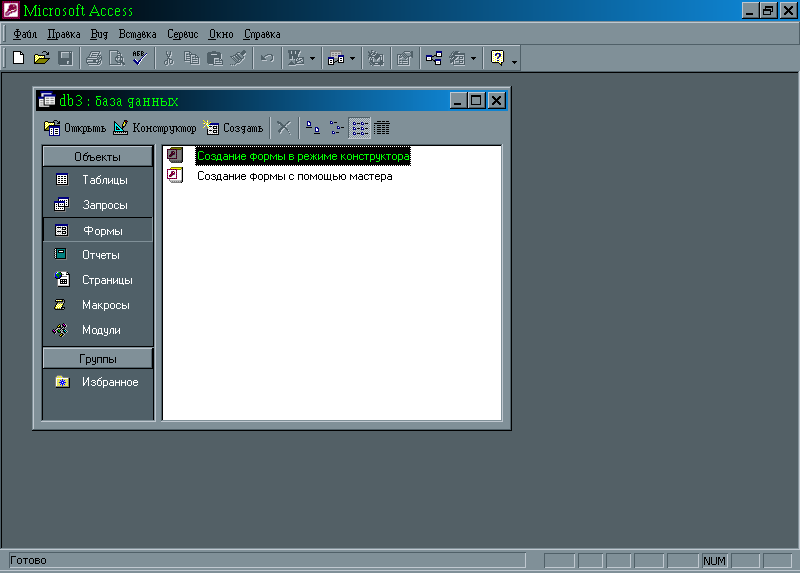 Microsoft Access
Файл Правка Вид Вставка Сервис Окно Справка
db3 : база данных
Открыть Конструктор Создать
Объекты
Таблицы
Запросы
Формы
Отчеты
Страницы
Макросы
Модули
Группы
Избранное
Создание формы в режиме конструктора
Создание формы с помощью мастера
Готово
NUM